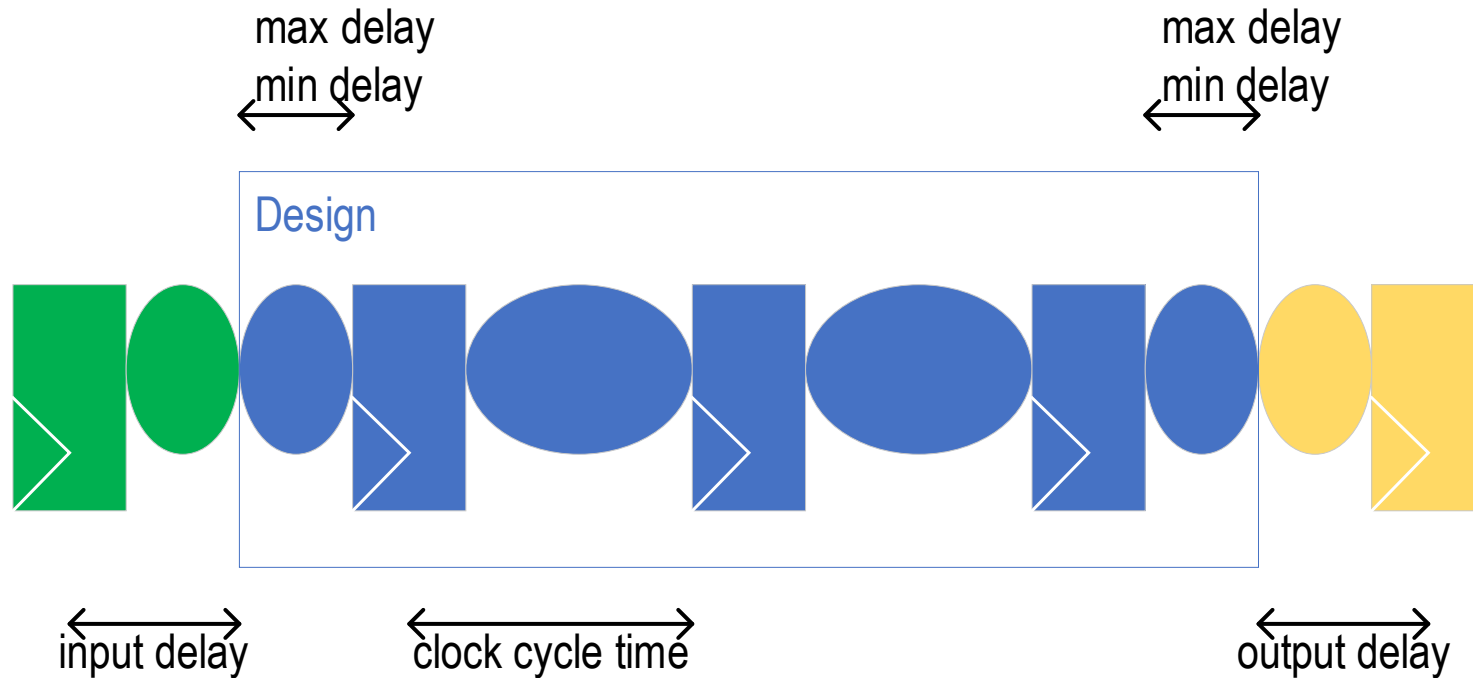 max delay
min delay
max delay
min delay
Design
input delay
clock cycle time
output delay